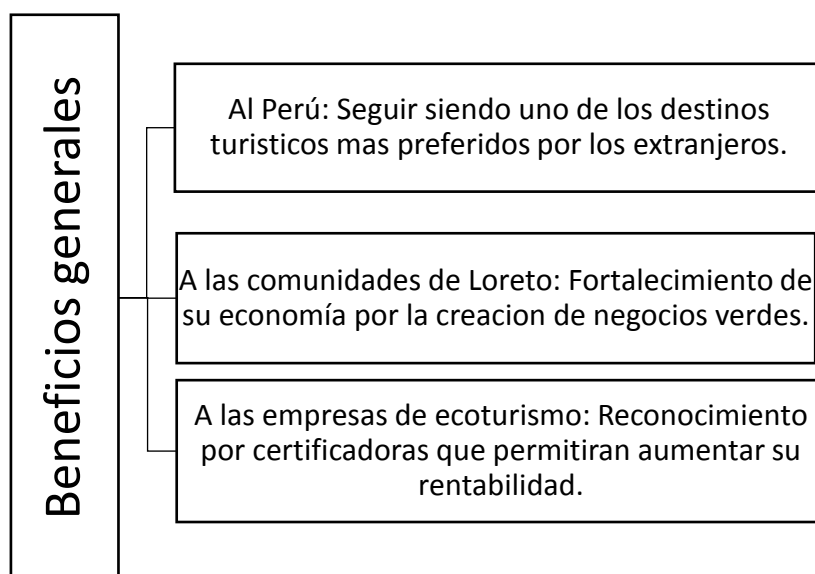 Beneficios generales
Al Perú: Seguir siendo uno de los destinos
turisticos mas preferidos por los extranjeros.
A las comunidades de Loreto: Fortalecimiento de
su economía por la creacion de negocios verdes.
A las empresas de ecoturismo: Reconocimiento
por certificadoras que permitiran aumentar su
rentabilidad.